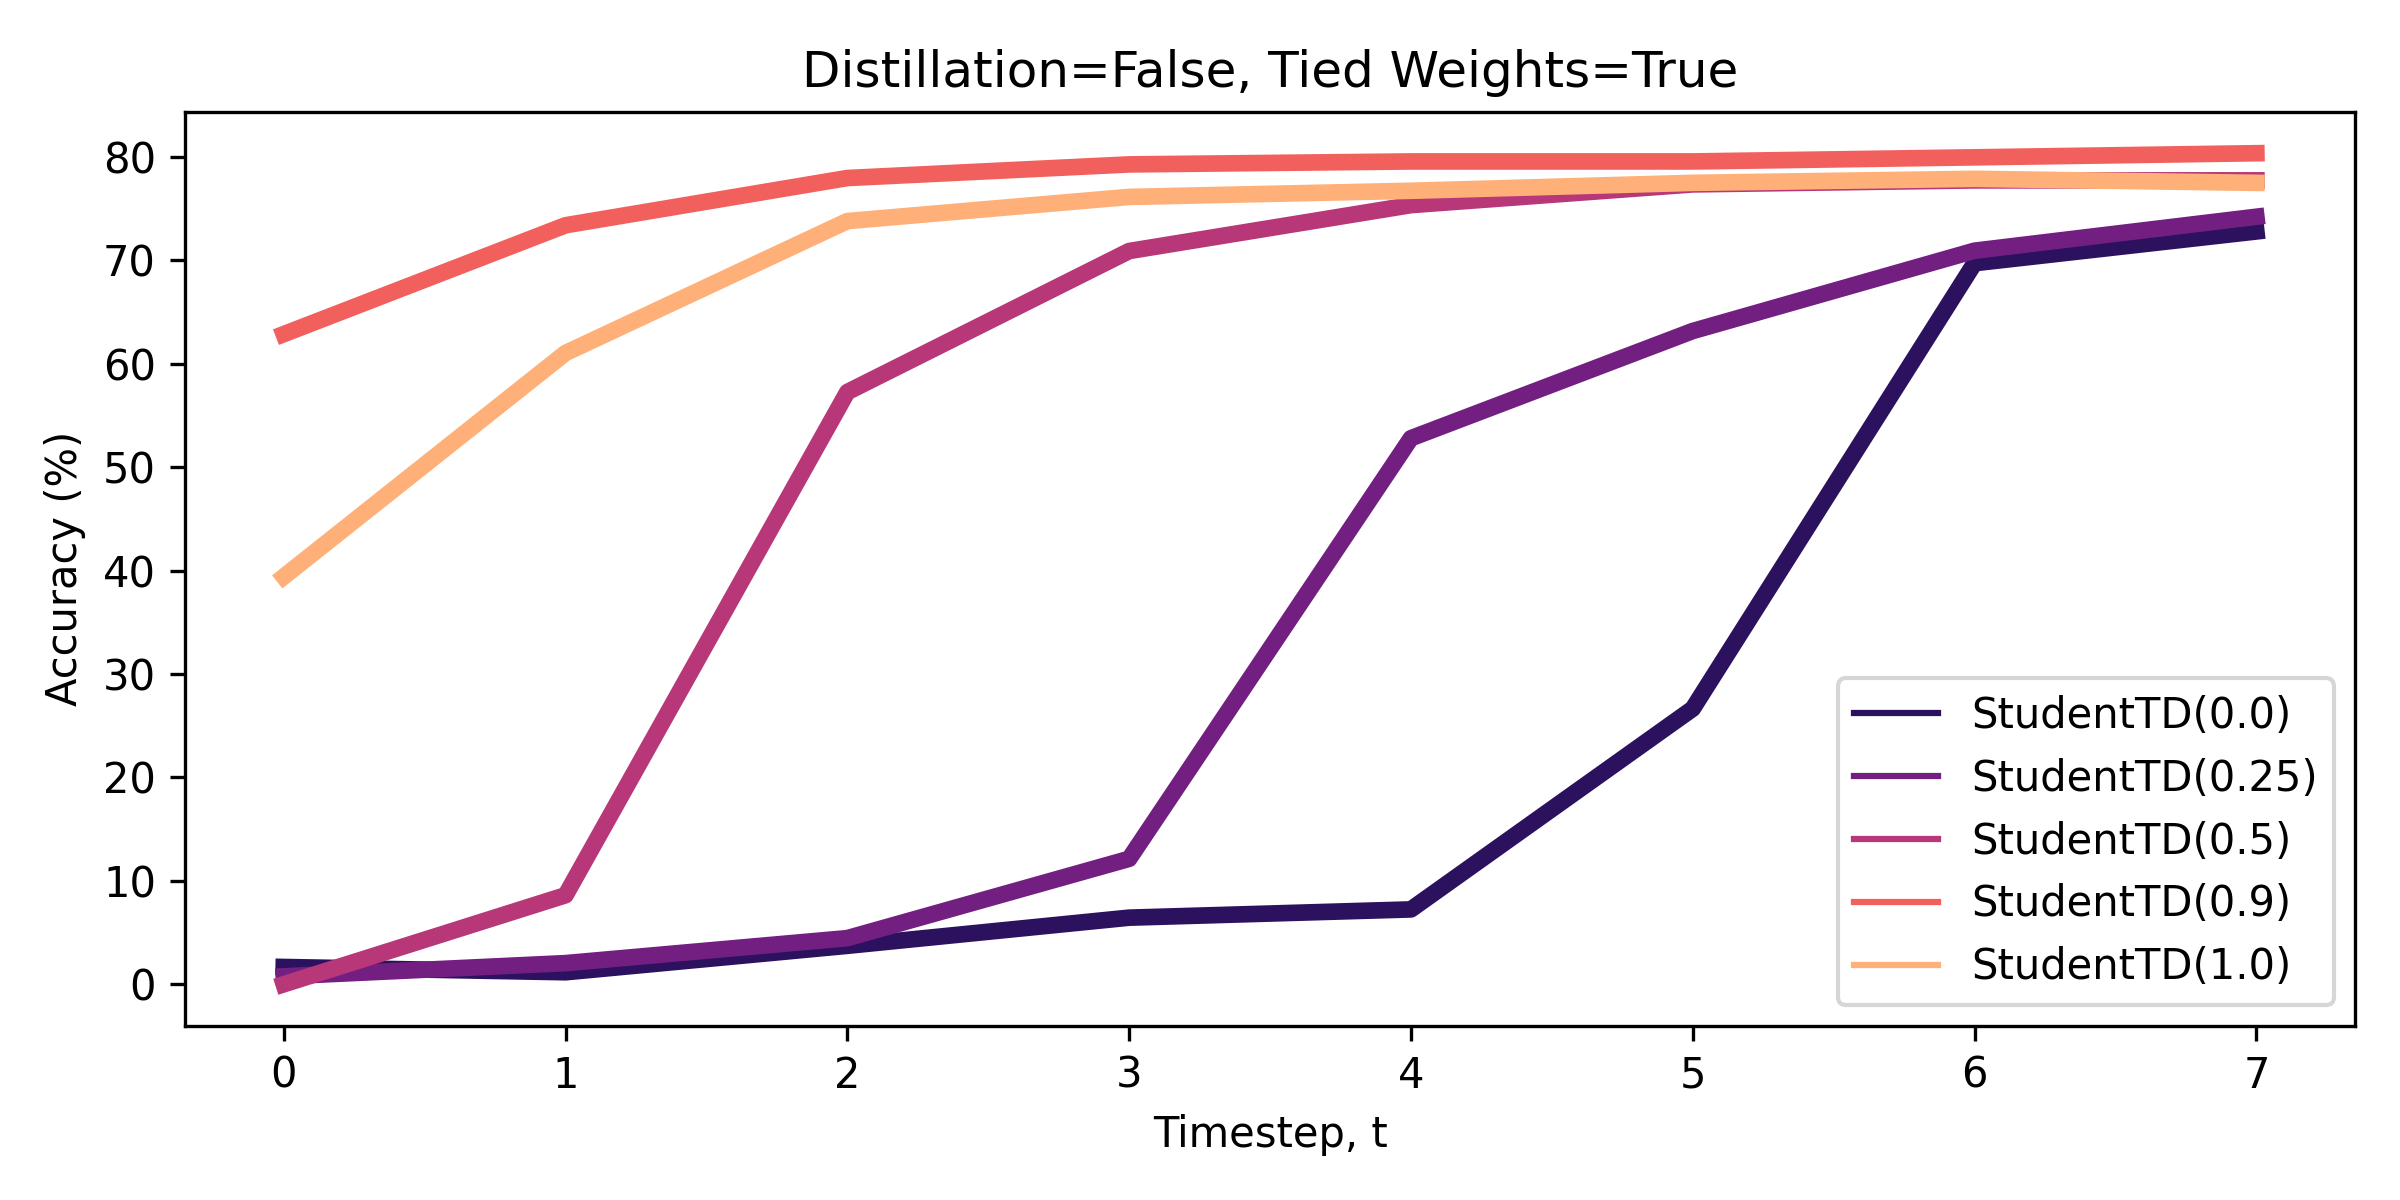 Distillation=False, Tied Weights=True
Accuracy (%)
80
70
60
50
40
30
20
10
0
StudentTD(0.0)
StudentTD(0.25)
StudentTD(0.5)
StudentTD(0.9)
StudentTD(1.0)
0 1 2 3 4 5 6 7
Timestep, t